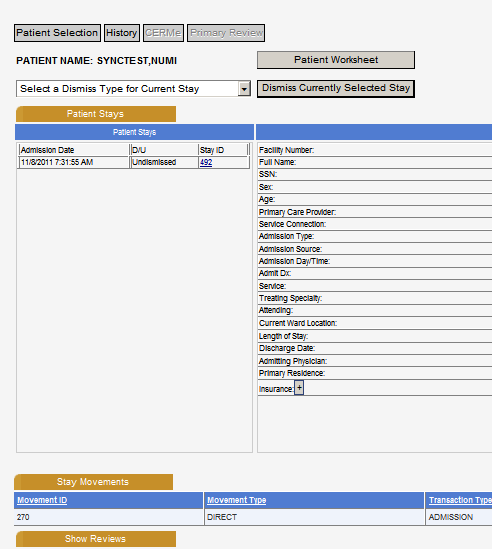 Patient Selection History CERMe Primary Review
PATIENT NAME: SYNCTEST,NUMI Patient Worksheet
Select a Dismiss Type for Current Stay Dismiss Currently Selected Stay
Patient Stays
Patient Stays
Admission Date D/U Stay ID
11/8/2011 7:31:55 AM Undismissed 492
Facility Number:
Full Name:
SSN:
Sex:
Age:
Primary Care Provider:
Service Connection:
Admission Type:
Admission Source:
Admission Day/Time:
Admit Dx:
Service:
Treating Specialty:
Attending:
Current Ward Location:
Length of Stay:
Discharge Date:
Admitting Physician:
Primary Residence:
Insurance: +
Stay Movements
Movement ID Movement Type Transaction Type
270 DIRECT ADMISSION
Show Reviews